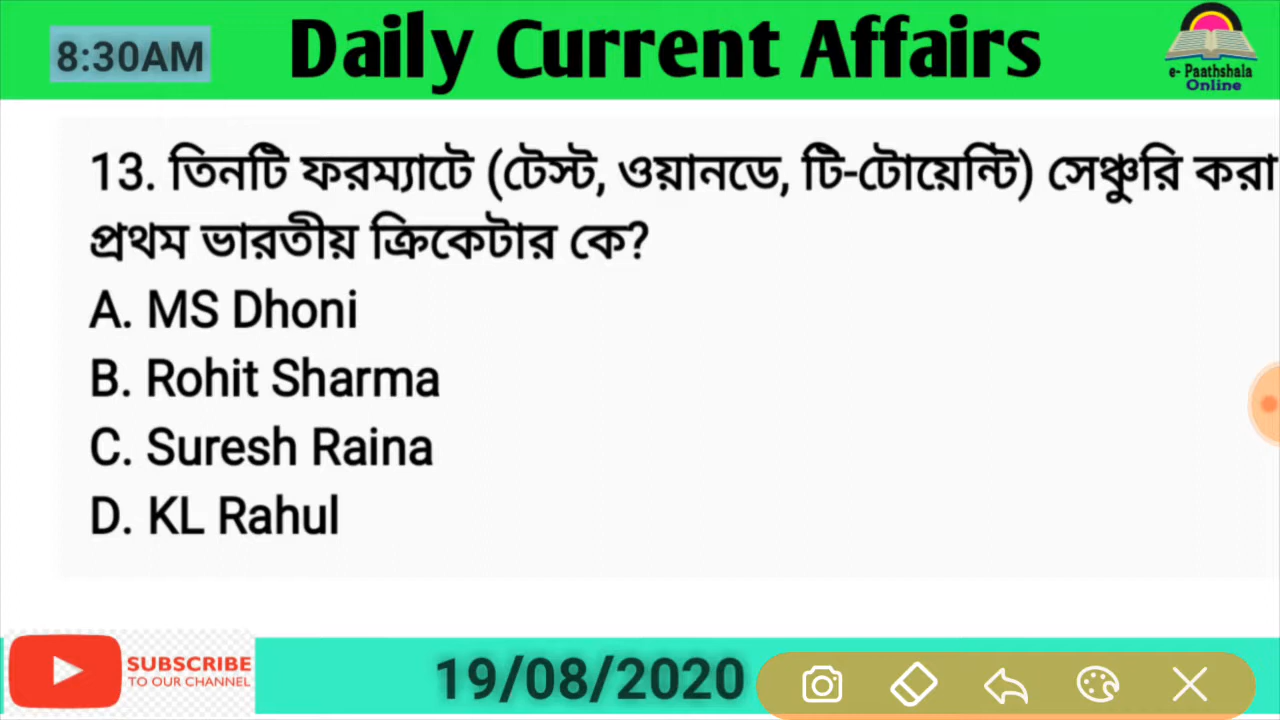 8:30AM
Daily Current Affairs
e- Paathshala
Online
13. তিনটি ফরম্যাটে (টেস্ট, ওয়ানডে, টি-টোয়েন্টি) সেঞ্চুরি করা
প্রথম ভারতীয় ক্রিকেটার কে?
A. MS Dhoni
B. Rohit Sharma
C. Suresh Raina
D. KL Rahul
SUBSCRIBE
TO OUR CHANNEL
19/08/2020